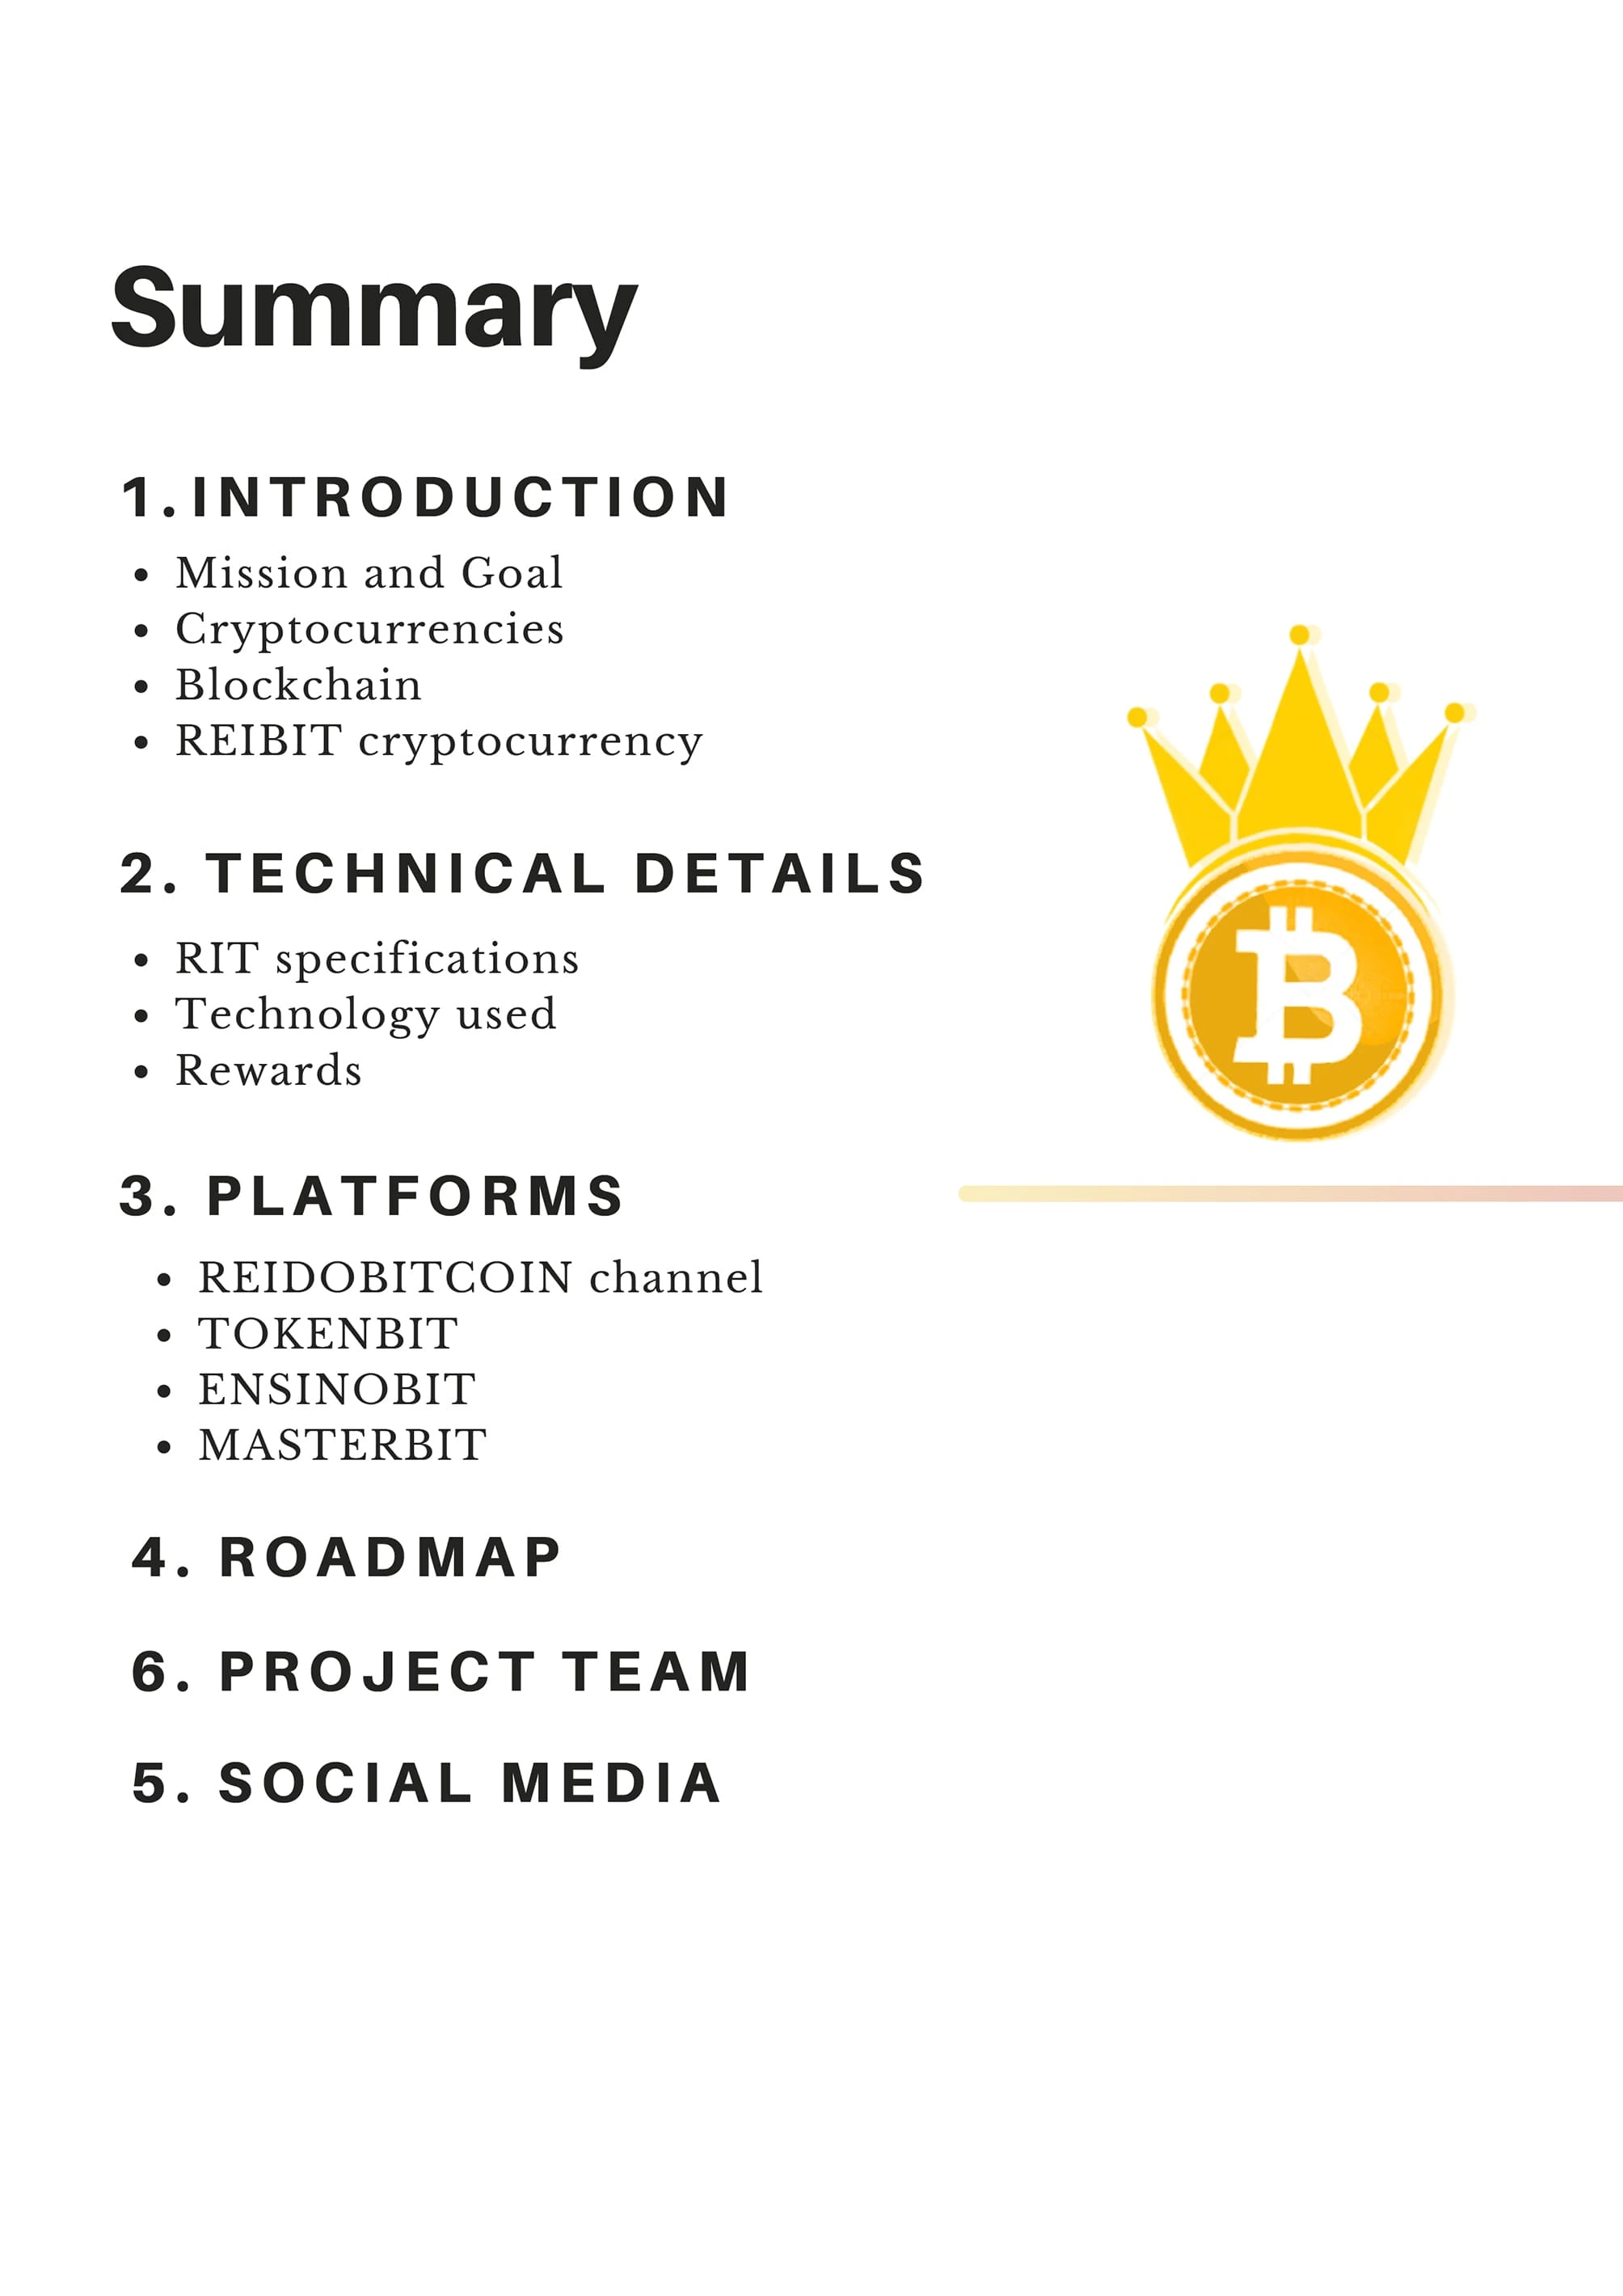 Summary
1. INTRODUCTION
• Mission and Goal
• Cryptocurrencies
• Blockchain
• REIBIT cryptocurrency
2. TECHNICAL DETAILS
• RIT specifications
• Technology used
• Rewards
3. PLATFORMS
• REIDOBITCOIN channel
• TOKENBIT
• ENSINOBIT
• MASTERBIT
4. ROADMAP
6. PROJECT TEAM
5. SOCIAL MEDIA